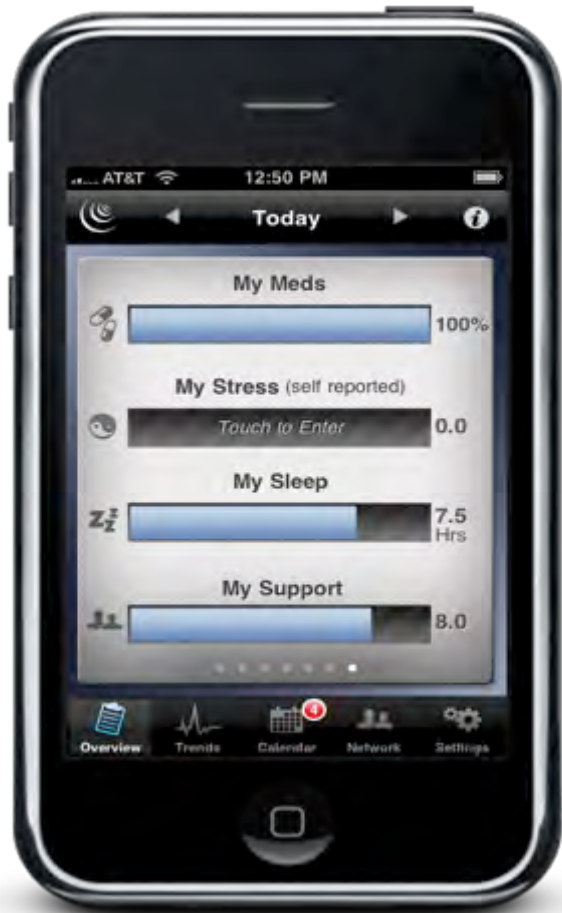 AT&T 12:50 PM
Today
My Meds
100%
My Stress (self reported)
Touch to Enter 0.0
My Sleep
zzz 7.5
Hrs
My Support
8.0
4
Overview Trends Calendar Network Settings